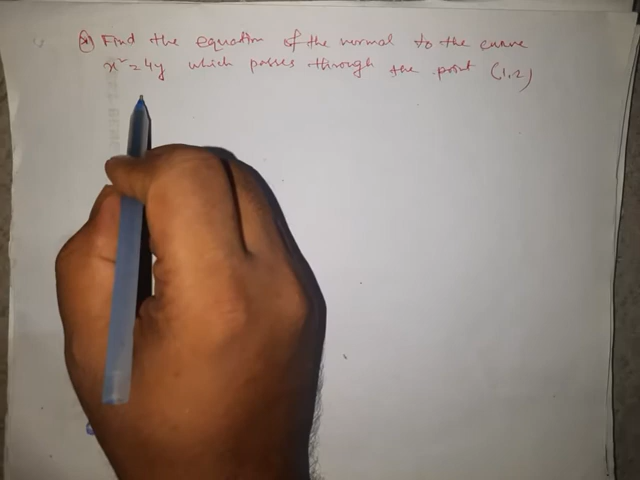 * Find the equation of the normal to the curve
x² = 4y which passes through the point (1,2)